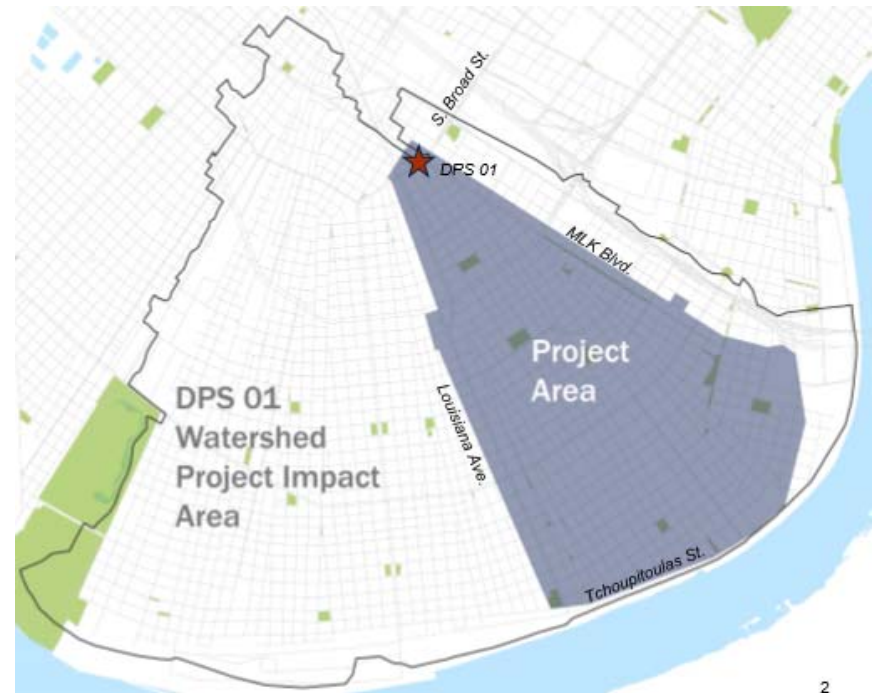 S. Broad St.
DPS 01
MLK Blvd.
Project
Area
DPS 01
Watershed
Project Impact
Area
Louisiana Ave.
Tchoupitoulas St.
2